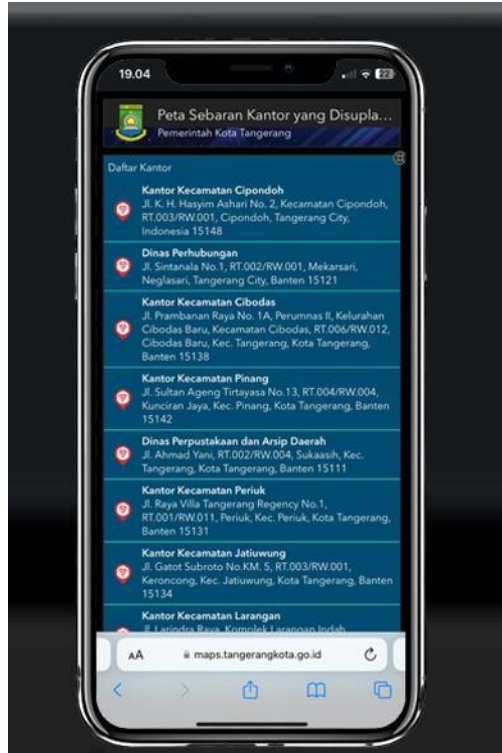 19.04
22
Peta Sebaran Kantor yang Disupla...
Pemerintah Kota Tangerang
Daftar Kantor
Kantor Kecamatan Cipondoh
Jl. K. H. Hasyim Ashari No. 2, Kecamatan Cipondoh,
RT.003/RW.001, Cipondoh, Tangerang City,
Indonesia 15148
Dinas Perhubungan
Jl. Sintanala No.1, RT.002/RW.001, Mekarsari,
Neglasari, Tangerang City, Banten 15121
Kantor Kecamatan Cibodas
Jl. Prambanan Raya No. 1A, Perumnas II, Kelurahan
Cibodas Baru, Kecamatan Cibodas, RT.006/RW.012,
Cibodas Baru, Kec. Tangerang, Kota Tangerang,
Banten 15138
Kantor Kecamatan Pinang
Jl. Sultan Ageng Tirtayasa No.13, RT.004/RW.004,
Kunciran Jaya, Kec. Pinang, Kota Tangerang, Banten
15142
Dinas Perpustakaan dan Arsip Daerah
Jl. Ahmad Yani, RT.002/RW.004, Sukaasih, Kec.
Tangerang, Kota Tangerang, Banten 15111
Kantor Kecamatan Periuk
Jl. Raya Villa Tangerang Regency No.1,
RT.001/RW.011, Periuk, Kec. Periuk, Kota Tangerang,
Banten 15131
Kantor Kecamatan Jatiuwung
Jl. Gatot Subroto No.KM. 5, RT.003/RW.001,
Keroncong, Kec. Jatiuwung, Kota Tangerang, Banten
15134
Kantor Kecamatan Larangan
Jl. Larindra Raya, Komplek Larangan Indah,
AA
maps.tangerangkota.go.id